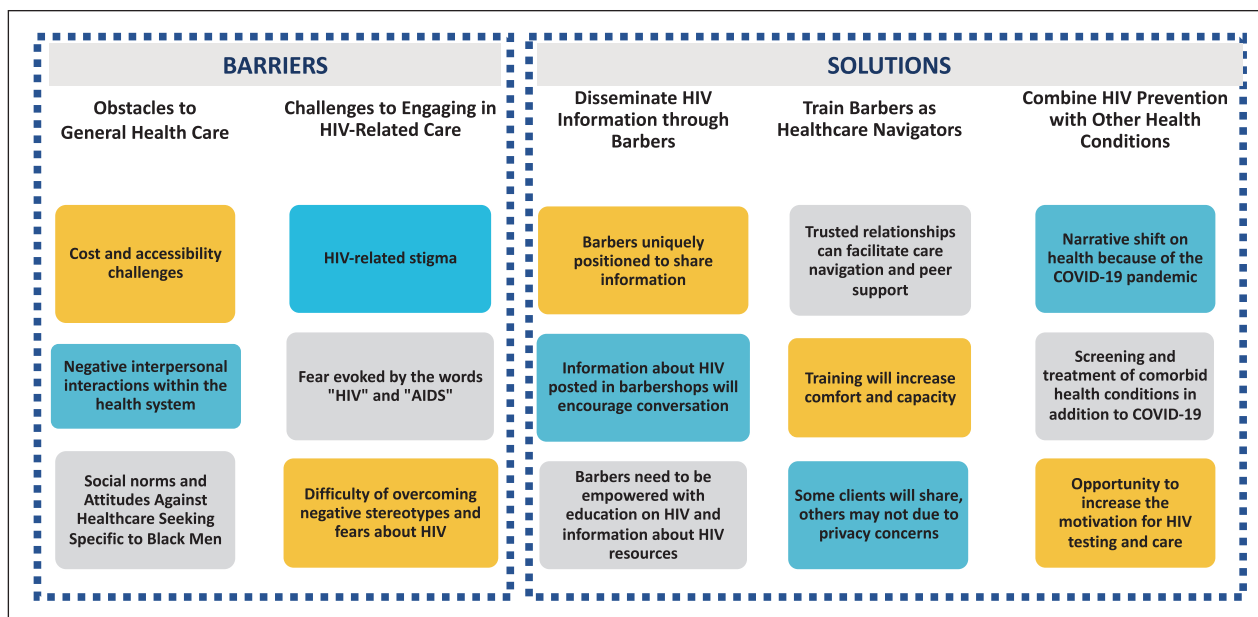 BARRIERS
Obstacles to
General Health Care
Cost and accessibility
challenges
Negative interpersonal
interactions within the
health system
Social norms and
Attitudes Against
Healthcare Seeking
Specific to Black Men
Challenges to Engaging in
HIV-Related Care
HIV-related stigma
Fear evoked by the words
"HIV" and "AIDS"
Difficulty of overcoming
negative stereotypes and
fears about HIV
SOLUTIONS
Disseminate HIV
Information through
Barbers
Barbers uniquely
positioned to share
information
Information about HIV
posted in barbershops will
encourage conversation
Barbers need to be
empowered with
education on HIV and
information about HIV
resources
Train Barbers as
Healthcare Navigators
Trusted relationships
can facilitate care
navigation and peer
support
Training will increase
comfort and capacity
Some clients will share,
others may not due to
privacy concerns
Combine HIV Prevention
with Other Health
Conditions
Narrative shift on
health because of the
COVID-19 pandemic
Screening and
treatment of comorbid
health conditions in
addition to COVID-19
Opportunity to
increase the
motivation for HIV
testing and care